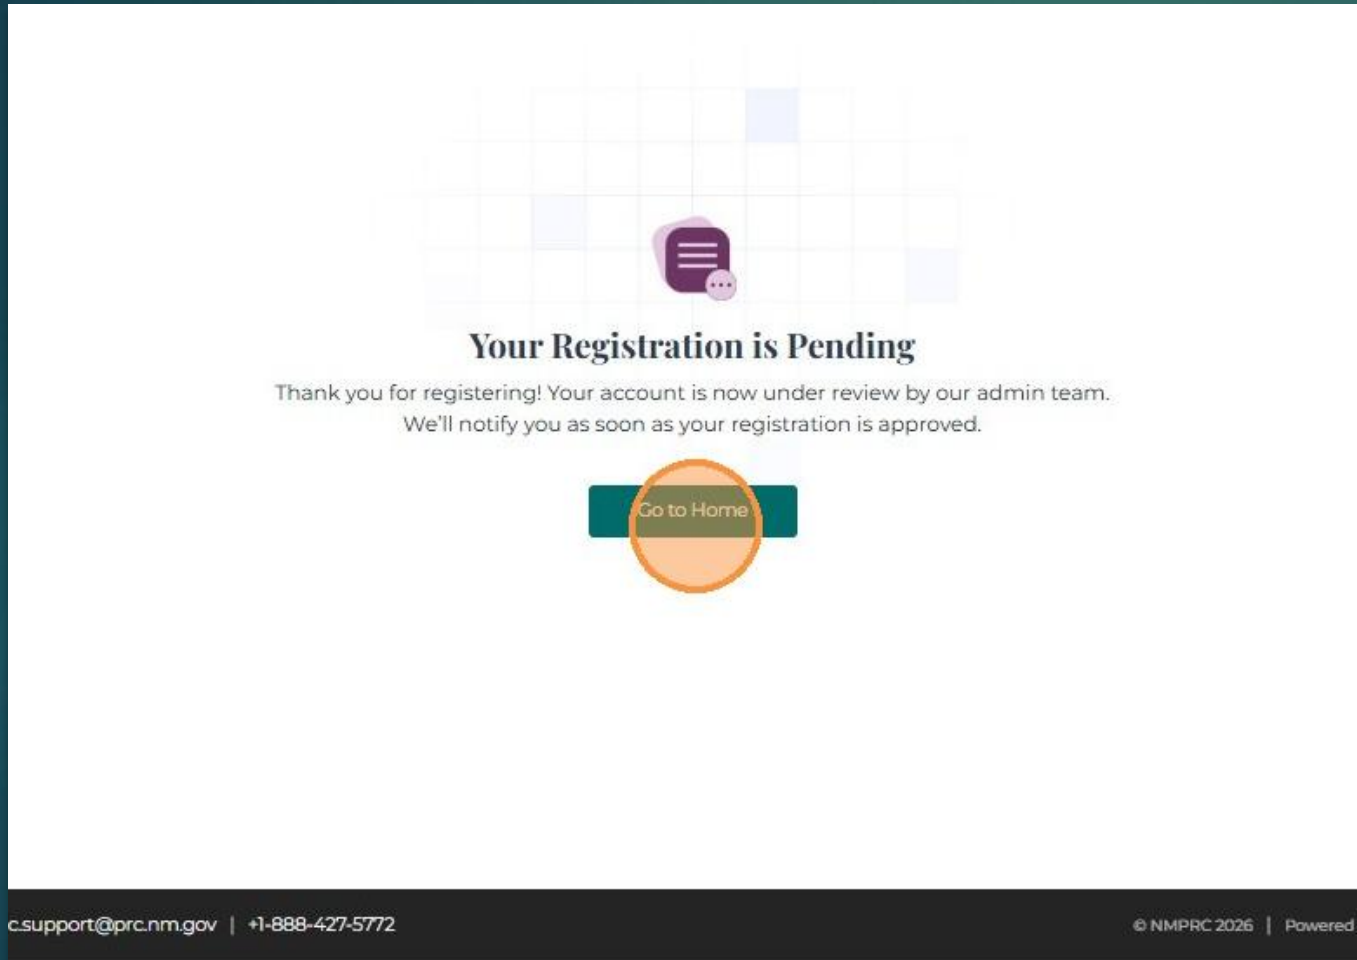 Your Registration is Pending
Thank you for registering! Your account is now under review by our admin team.
We'll notify you as soon as your registration is approved.
Go to Home
c.support@prc.nm.gov | +1-888-427-5772
© NMPRC 2026 | Powered